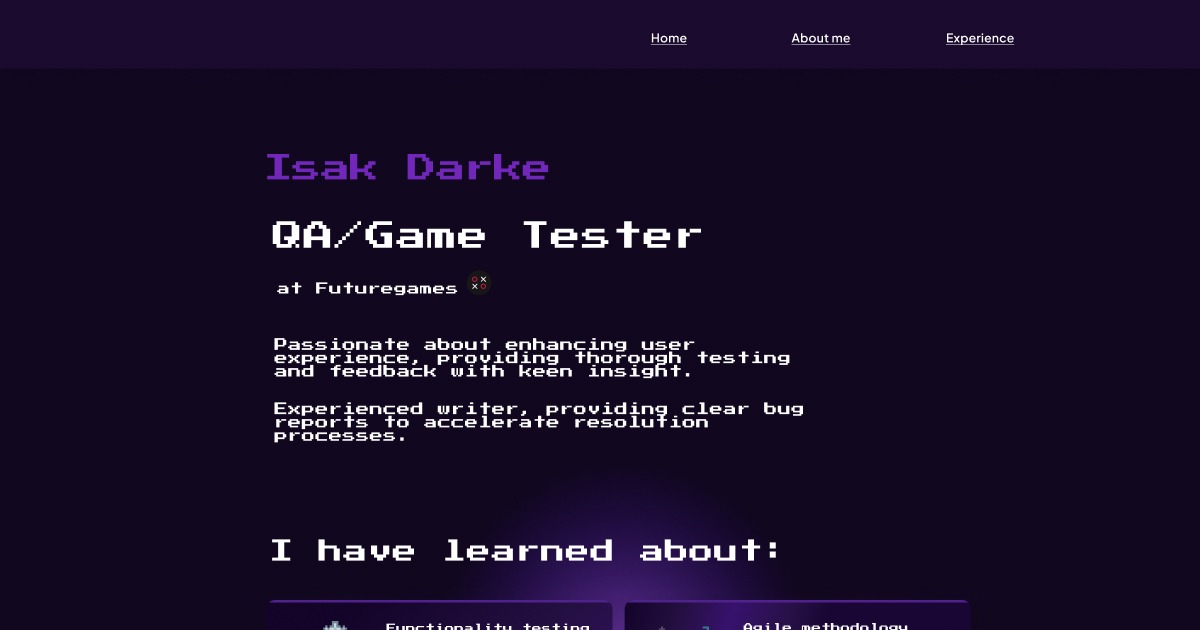 Home About me Experience
Isak Darke
QA/Game Tester
at Futuregames
Passionate about enhancing user
experience, providing thorough testing
and feedback with keen insight.
Experienced writer, providing clear bug
reports to accelerate resolution
processes.
I have learned about:
Functionality testing Agile methodology